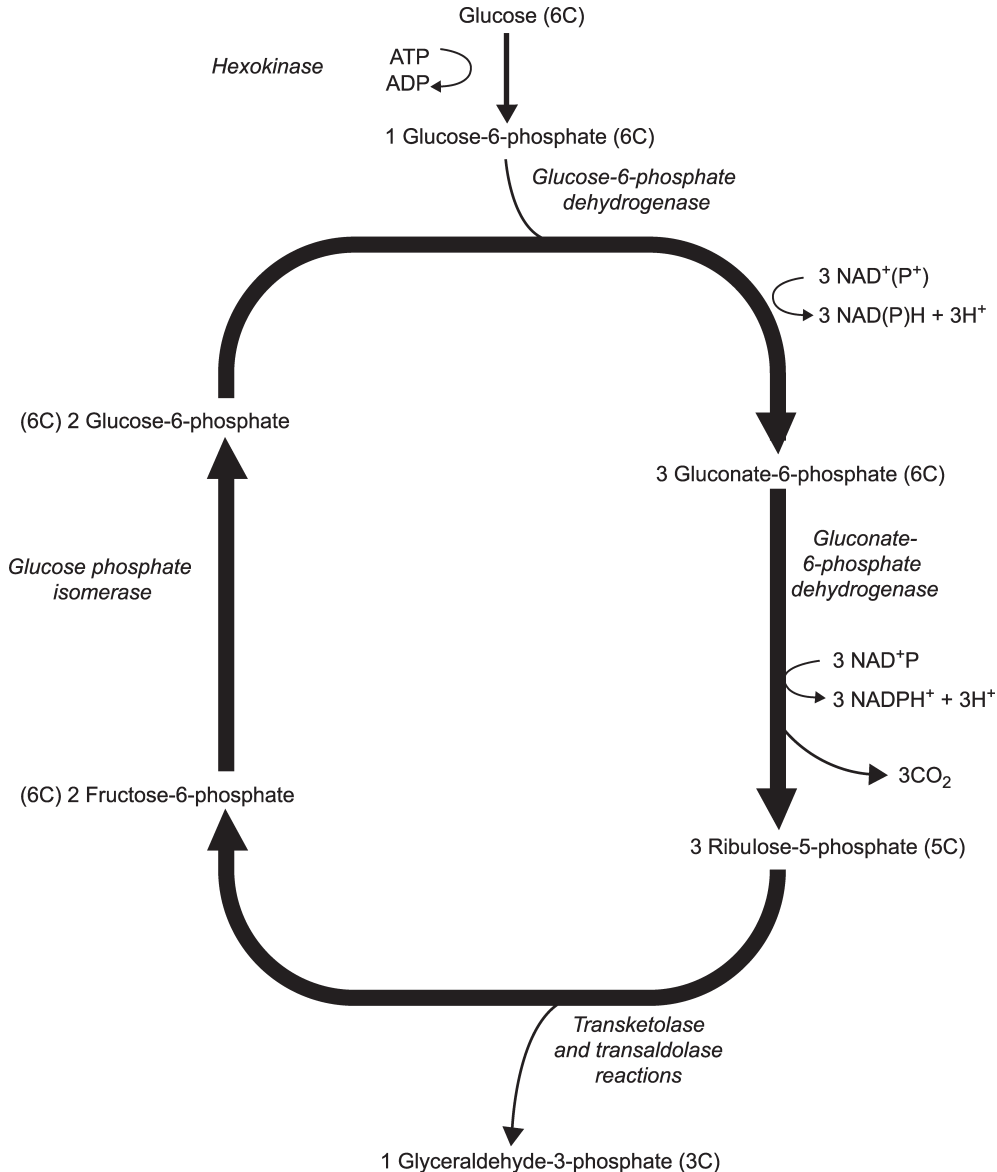 Glucose (6C)
Hexokinase
ATP
ADP
1 Glucose-6-phosphate (6C)
Glucose-6-phosphate
dehydrogenase
3 NAD⁺(P⁺)
3 NAD(P)H + 3H⁺
(6C) 2 Glucose-6-phosphate
3 Gluconate-6-phosphate (6C)
Glucose phosphate
isomerase
Gluconate-
6-phosphate
dehydrogenase
3 NAD⁺P
3 NADPH⁺ + 3H⁺
3CO₂
(6C) 2 Fructose-6-phosphate
3 Ribulose-5-phosphate (5C)
Transketolase
and transaldolase
reactions
1 Glyceraldehyde-3-phosphate (3C)